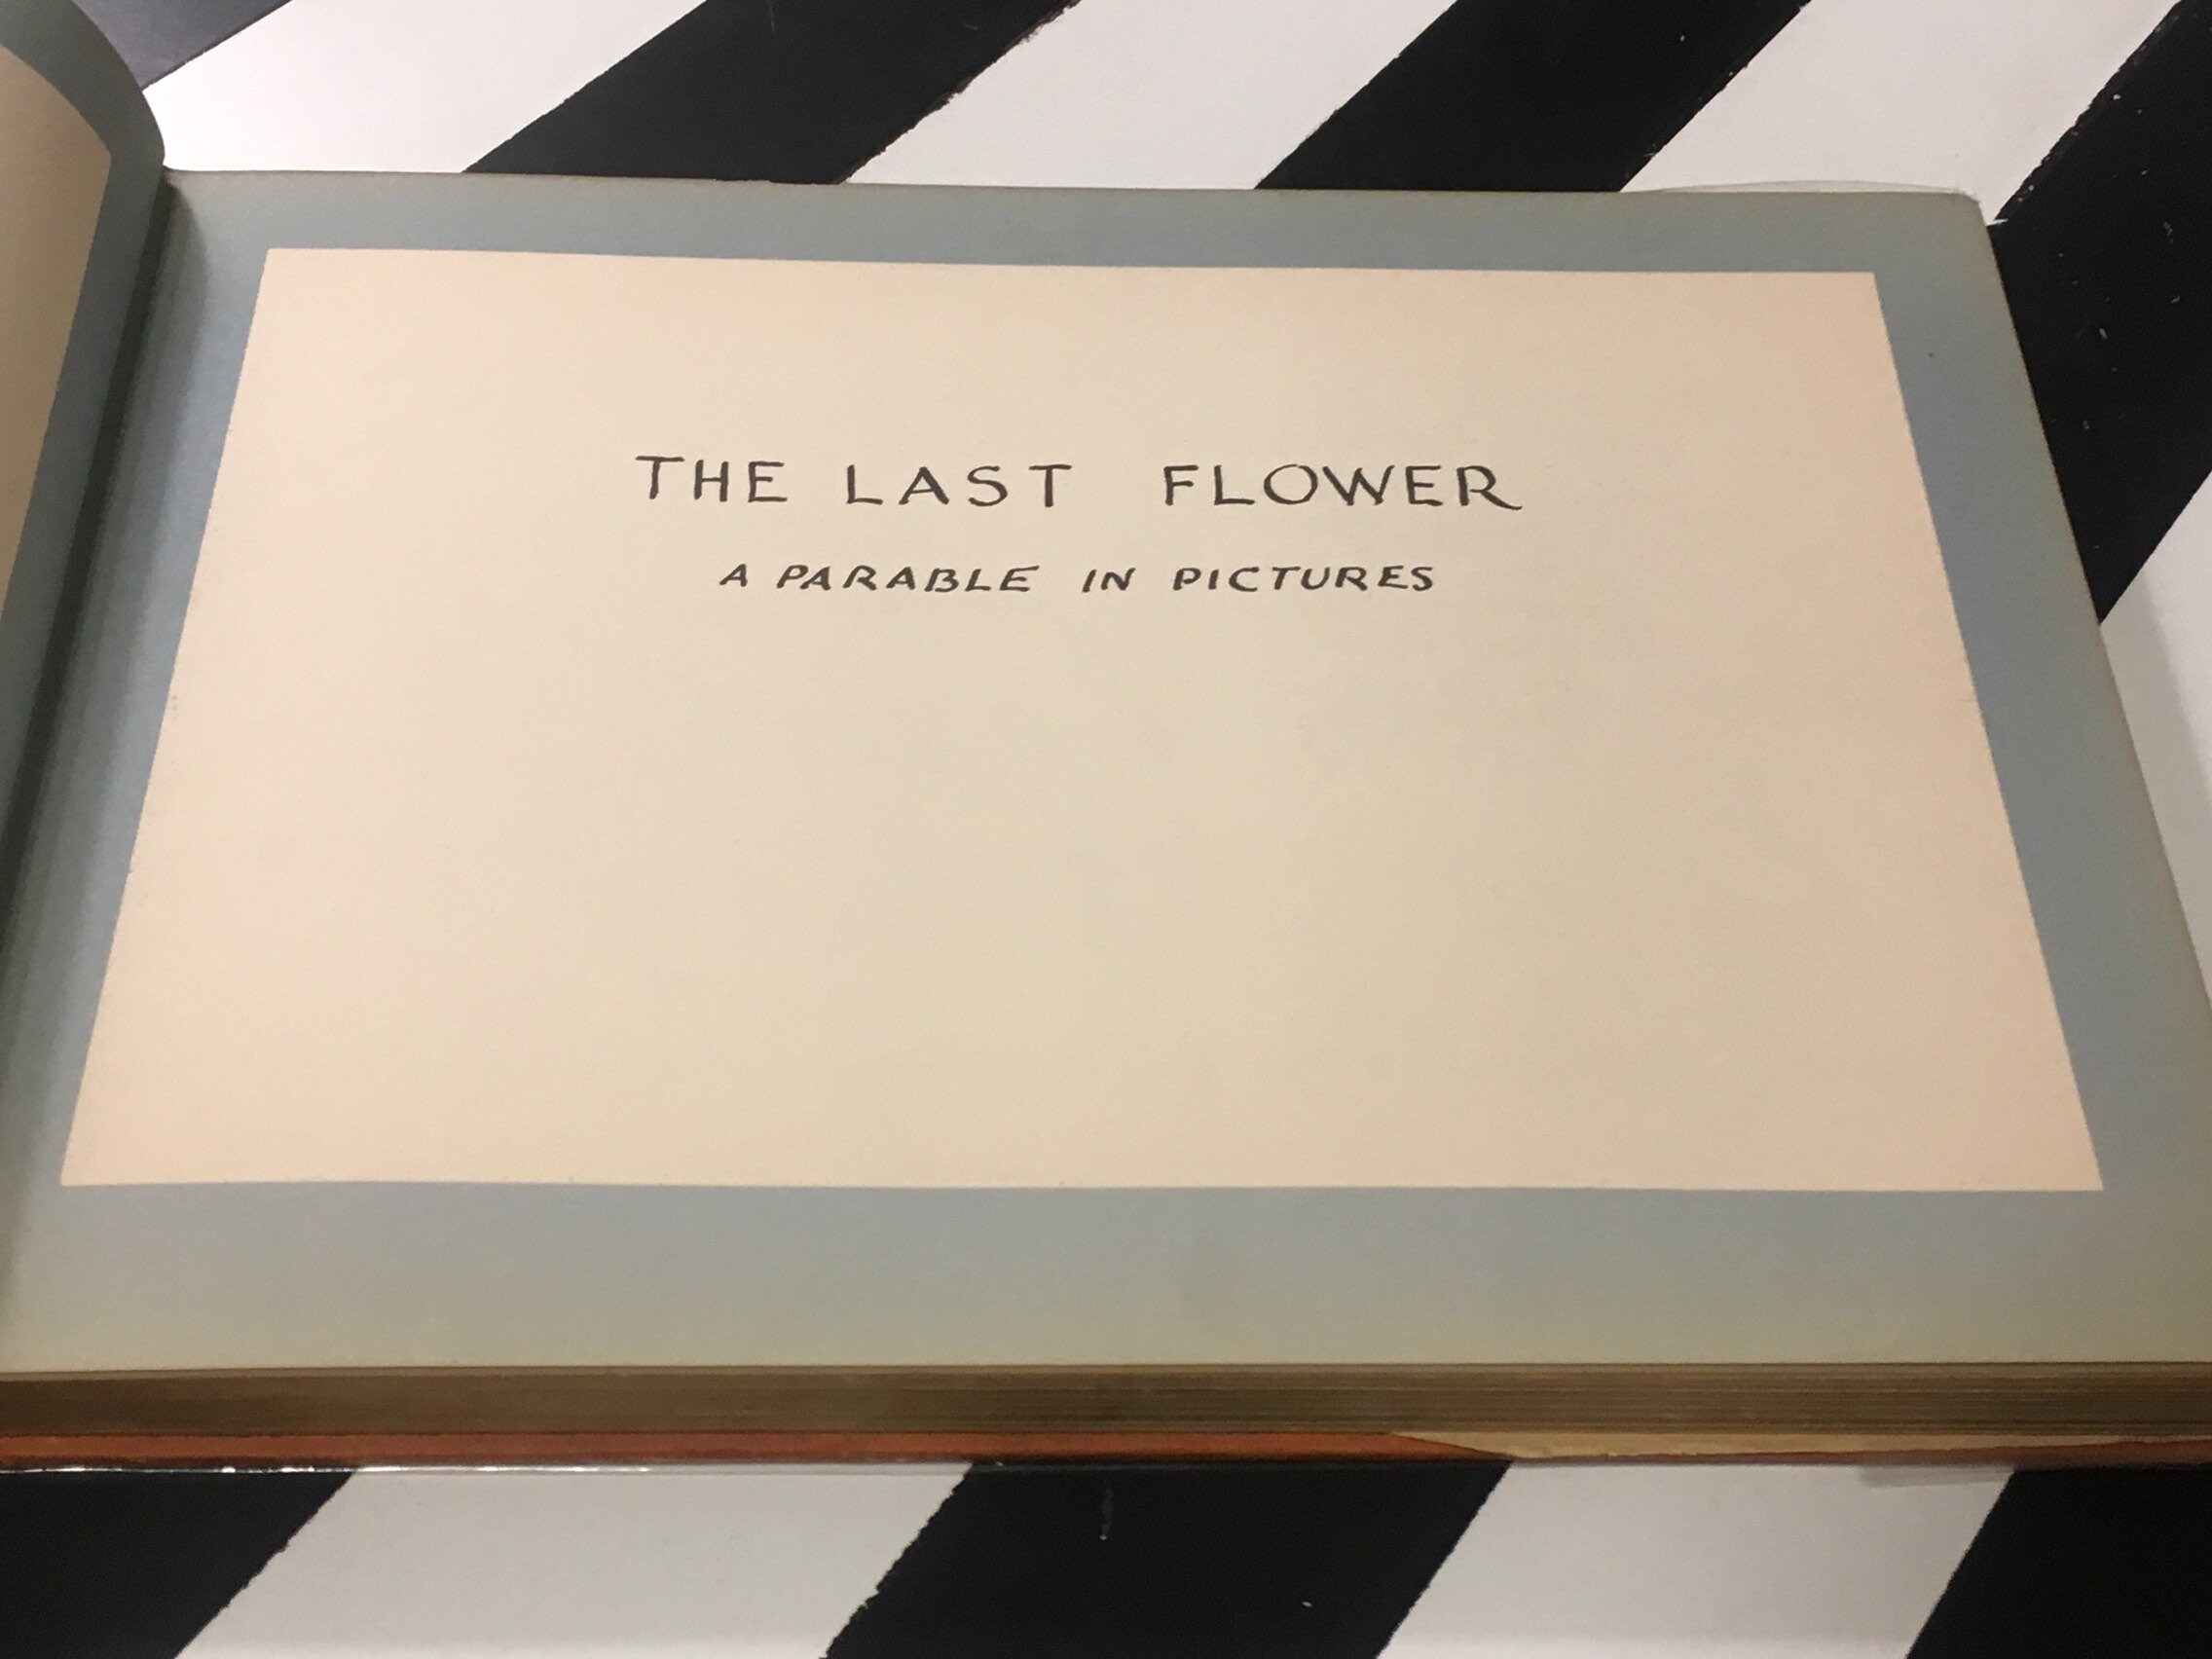 THE LAST FLOWER
A PARABLE IN PICTURES